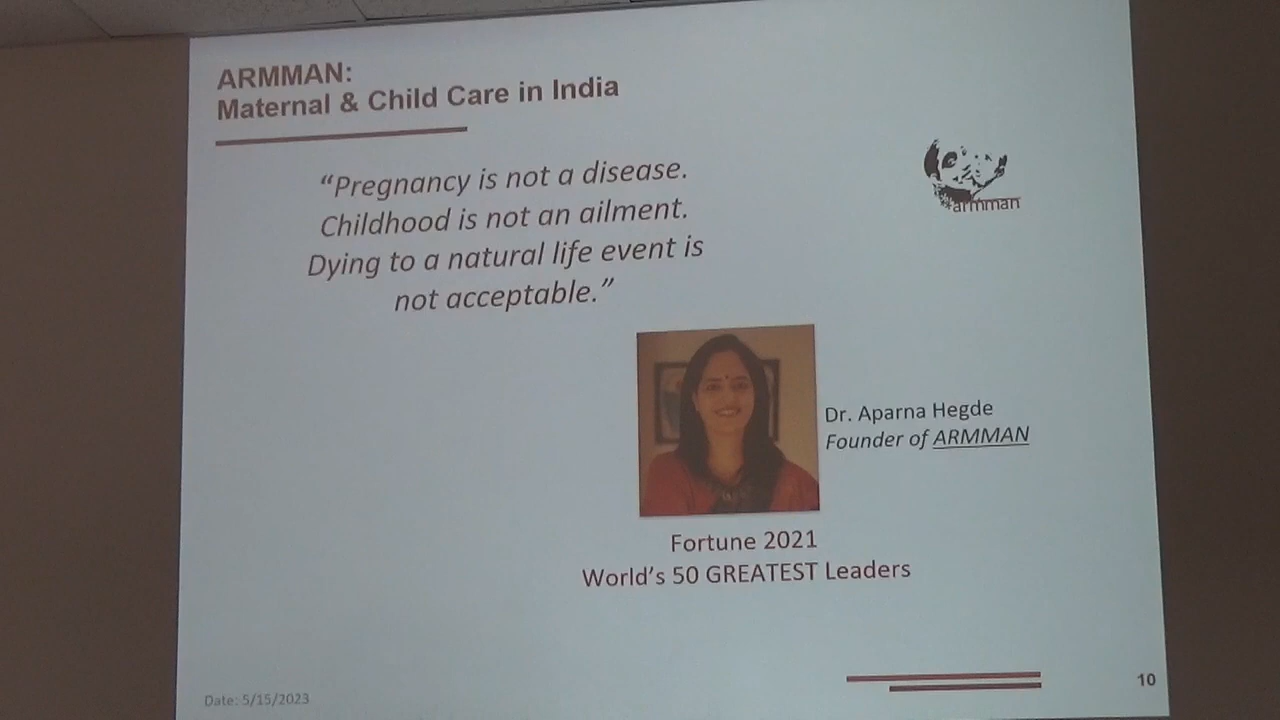 ARMMAN:
Maternal & Child Care in India
“Pregnancy is not a disease.
Childhood is not an ailment.
Dying to a natural life event is
not acceptable.”
armman
Dr. Aparna Hegde
Founder of ARMMAN
Fortune 2021
World’s 50 GREATEST Leaders
Date: 5/15/2023
10